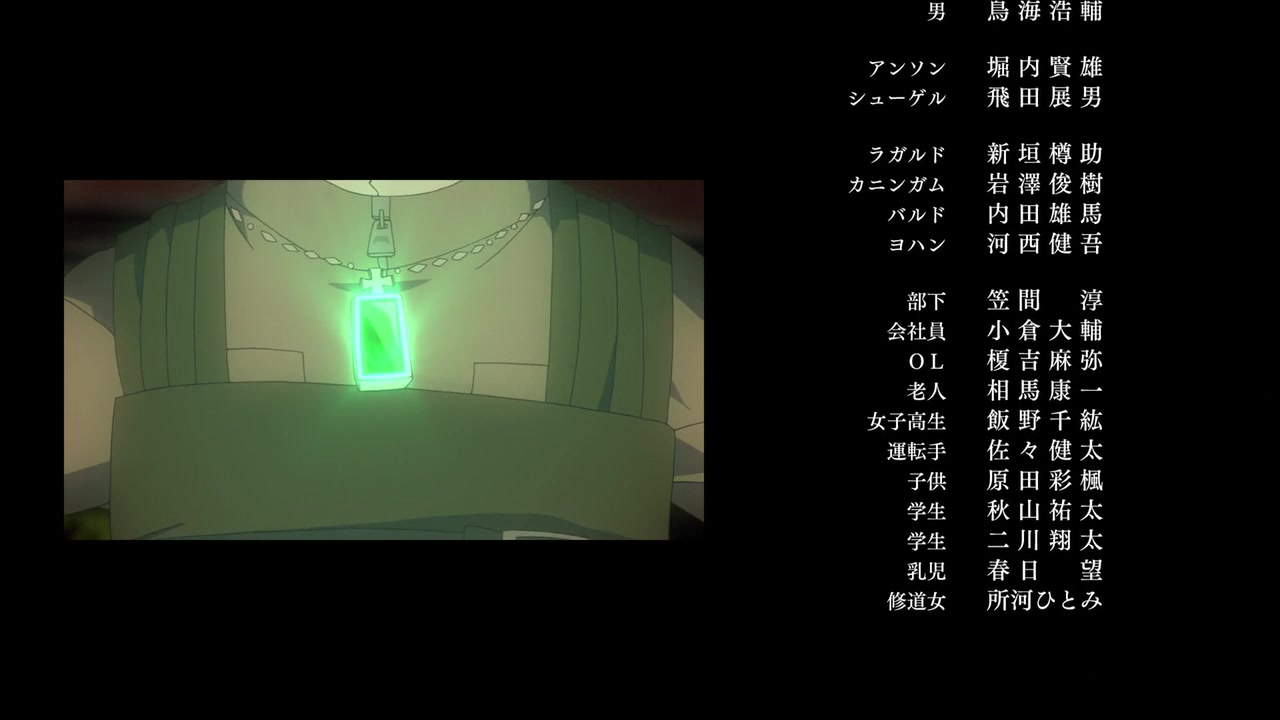 男 鳥海浩輔
アンソン 堀内賢雄
シューゲル 飛田展男
ラガルド 新垣樽助
カニンガム 岩澤俊樹
バルド 内田雄馬
ヨハン 河西健吾
部下 笠間 淳
会社員 小倉大輔
ＯＬ 榎吉麻弥
老人 相馬康一
女子高生 飯野千紘
運転手 佐々健太
子供 原田彩楓
学生 秋山祐太
学生 二川翔太
乳児 春日 望
修道女 所河ひとみ